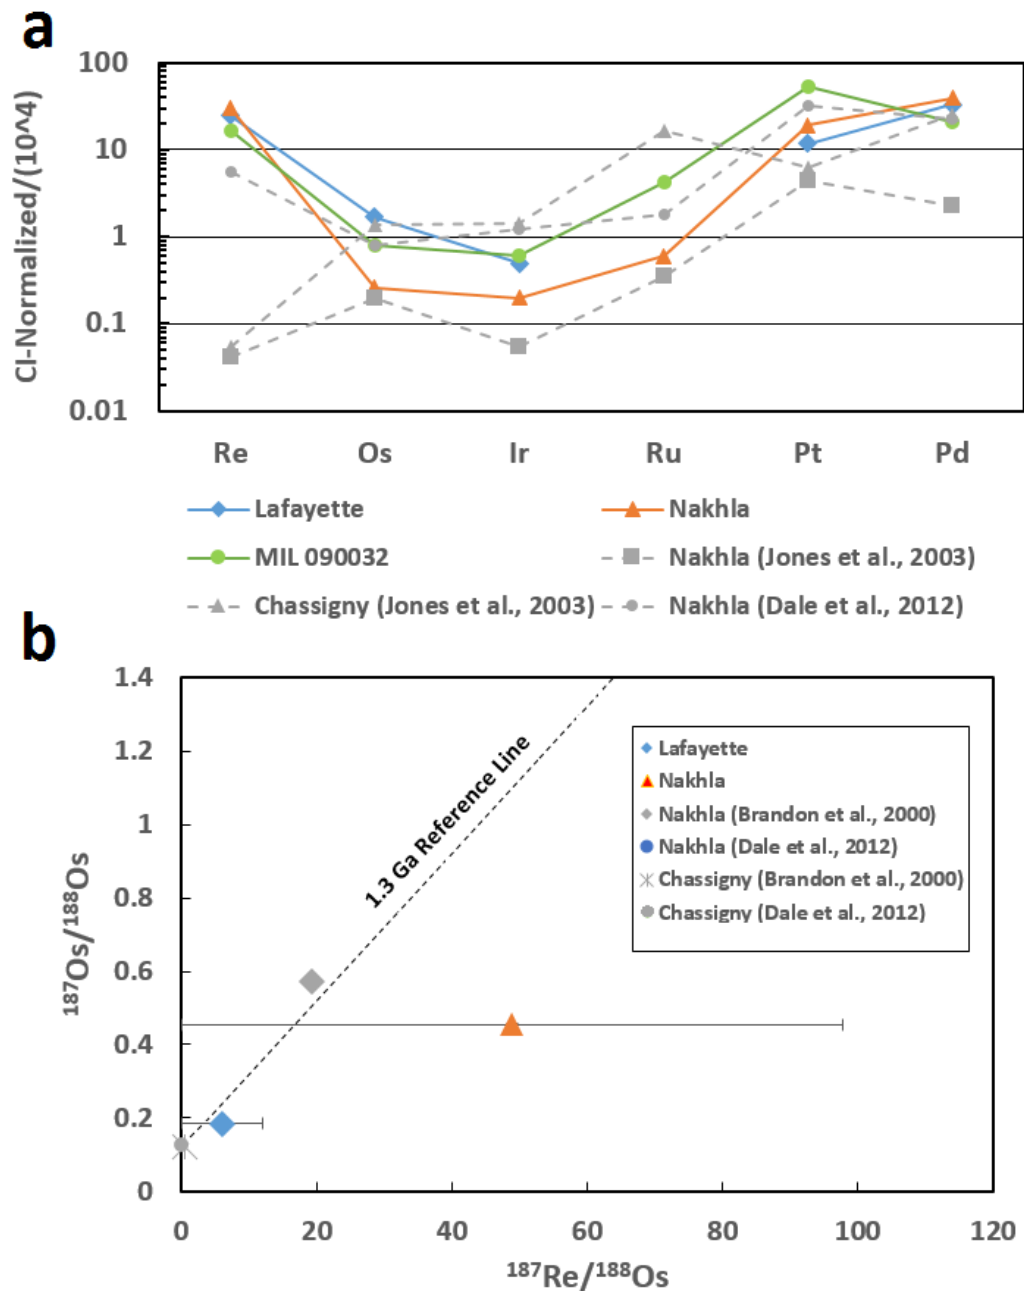 a
CI-Normalized/(10^4)
100
10
1
0.1
0.01
Re Os Ir Ru Pt Pd
Lafayette Nakhla
MIL 090032 Nakhla (Jones et al., 2003)
Chassigny (Jones et al., 2003) Nakhla (Dale et al., 2012)
b
187Os/188Os
1.4
1.2
1
0.8
0.6
0.4
0.2
0
1.3 Ga Reference Line
Lafayette
Nakhla
Nakhla (Brandon et al., 2000)
Nakhla (Dale et al., 2012)
Chassigny (Brandon et al., 2000)
Chassigny (Dale et al., 2012)
0 20 40 60 80 100 120
187Re/188Os